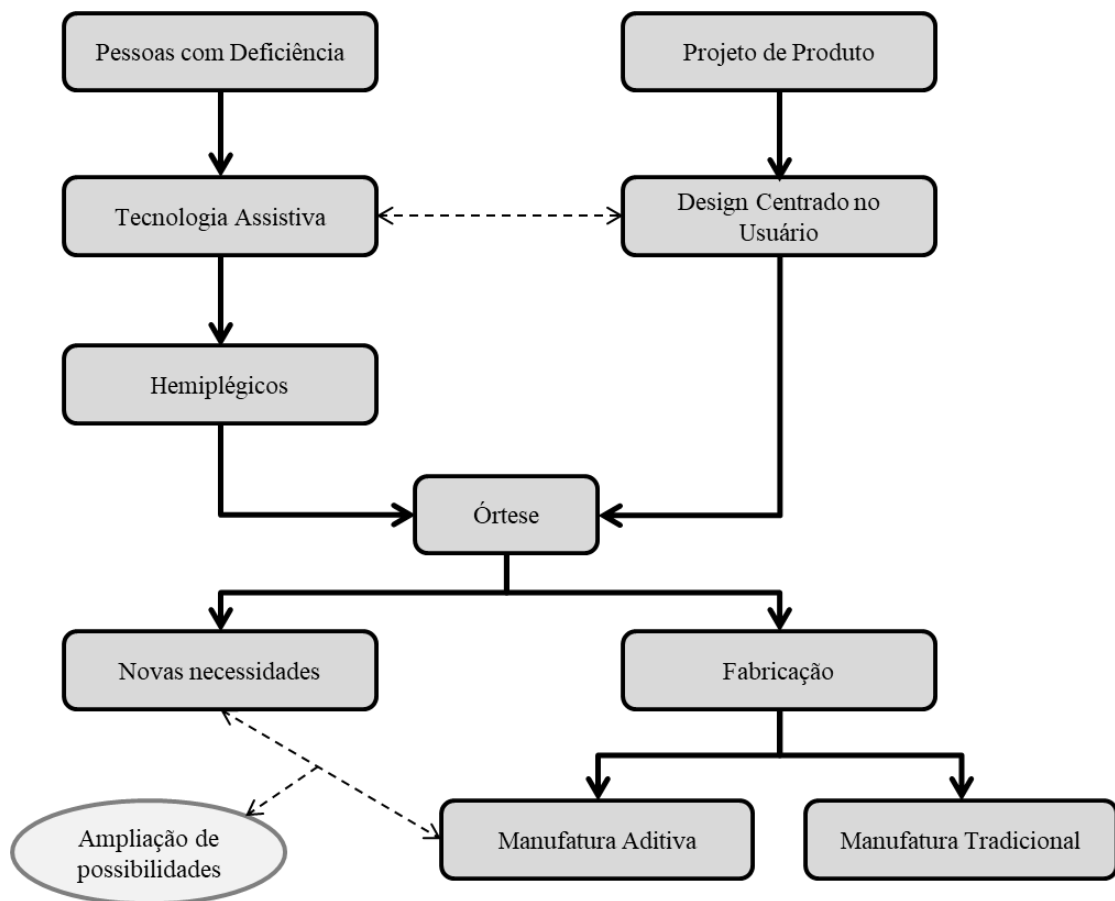 Pessoas com Deficiência
Projeto de Produto
Tecnologia Assistiva
Design Centrado no
Usuário
Hemiplégicos
Órtese
Novas necessidades
Fabricação
Ampliação de
possibilidades
Manufatura Aditiva
Manufatura Tradicional